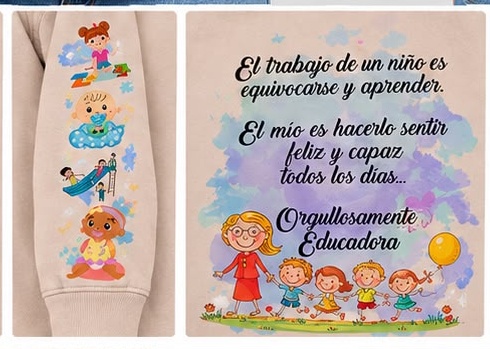 El trabajo de un niño es
equivocarse y aprender.
El mío es hacerlo sentir
feliz y capaz
todos los días...
Orgullosamente
Educadora